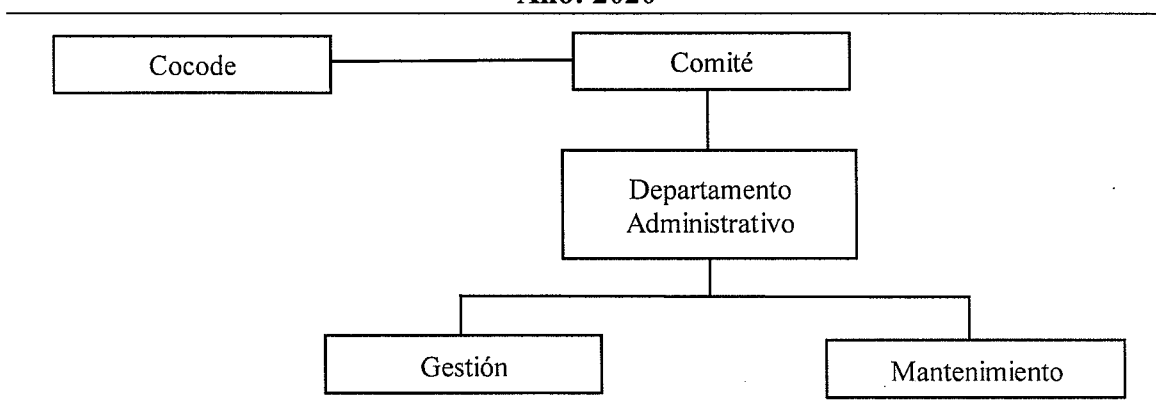 Cocode
Comité
Departamento
Administrativo
Gestión
Mantenimiento